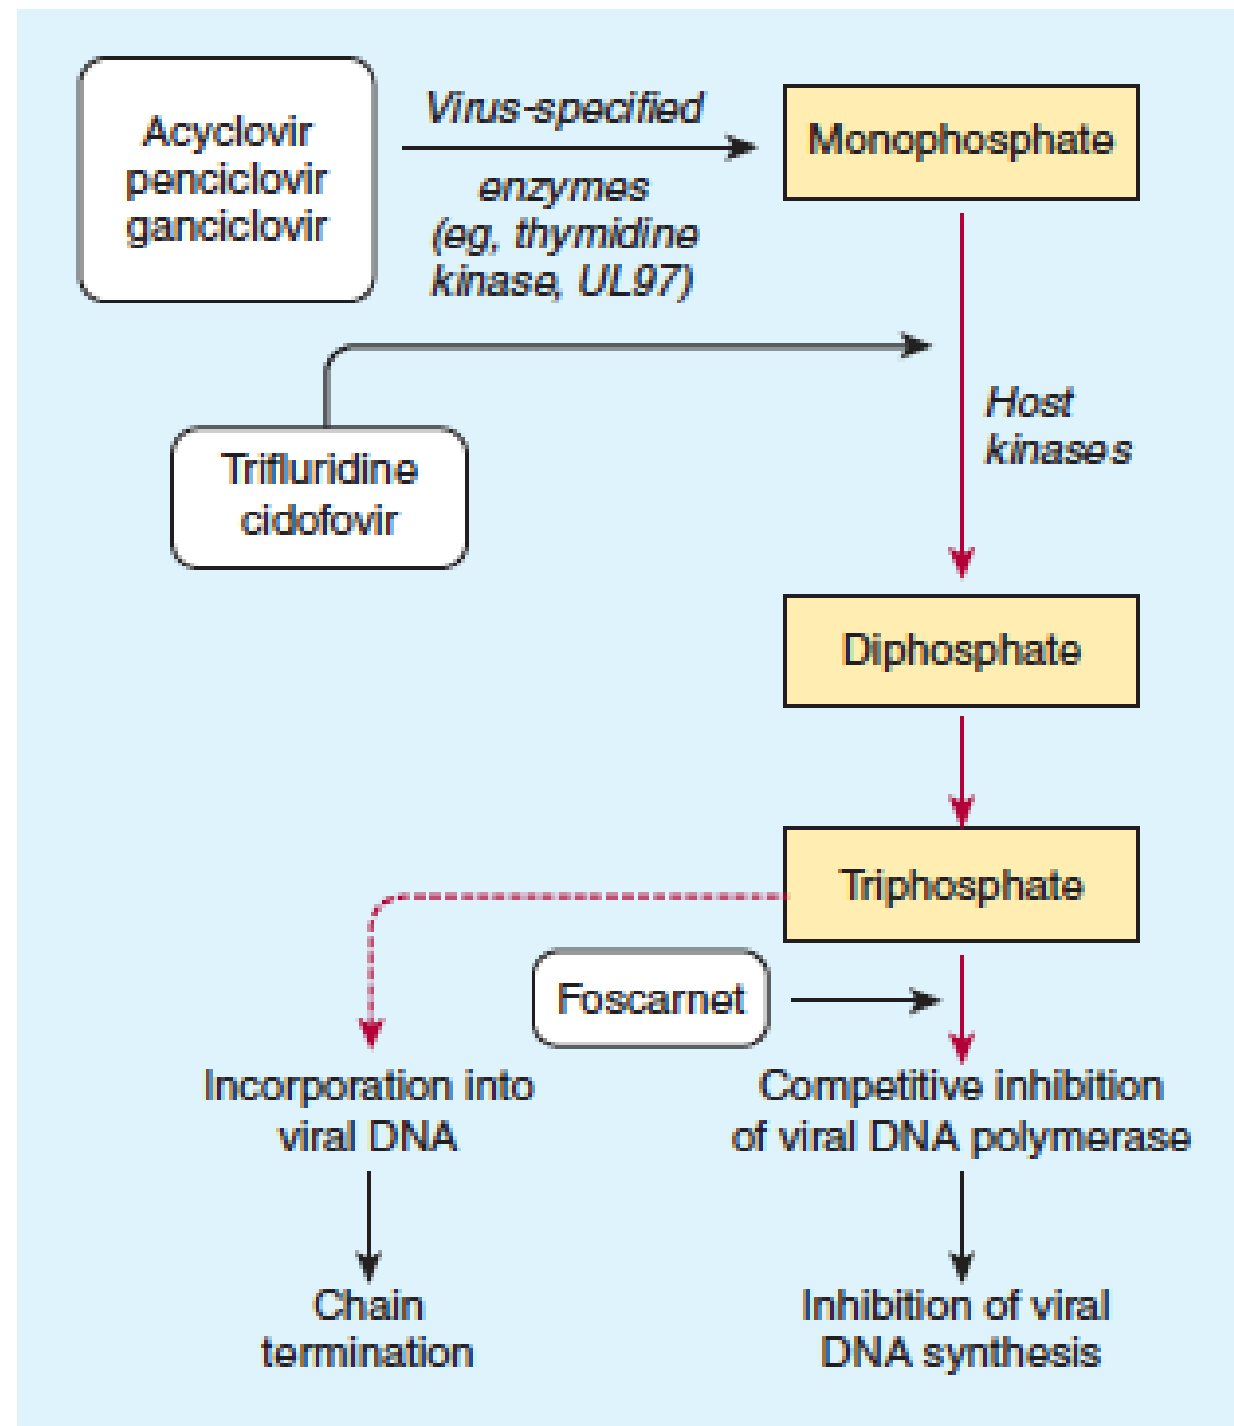 Acyclovir
penciclovir
ganciclovir
Virus-specified
enzymes
(eg, thymidine
kinase, UL97)
Monophosphate
Trifluridine
cidofovir
Host
kinases
Diphosphate
Triphosphate
Foscarnet
Incorporation into
viral DNA
Competitive inhibition
of viral DNA polymerase
Chain
termination
Inhibition of viral
DNA synthesis